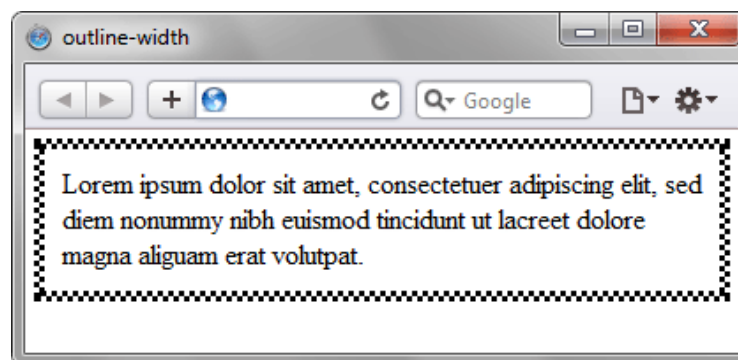 outline-width
Google
Lorem ipsum dolor sit amet, consectetuer adipiscing elit, sed
diem nonummy nibh euismod tincidunt ut lacreet dolore
magna aliguam erat volutpat.